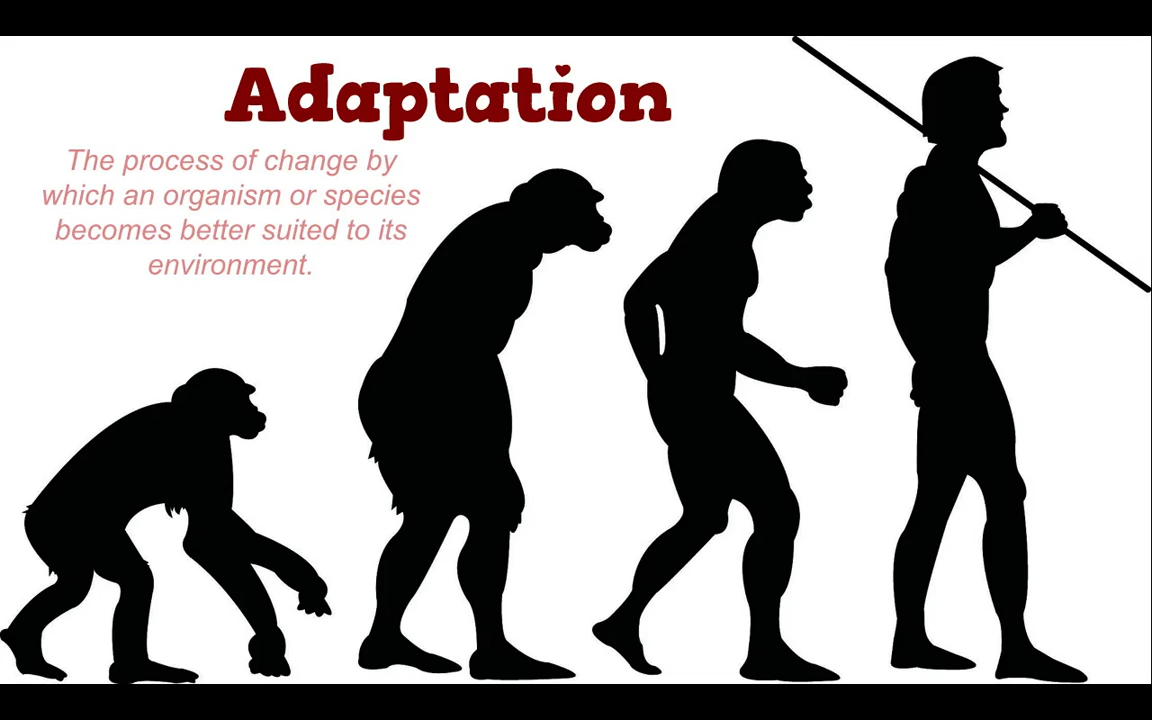 Adaptation
The process of change by
which an organism or species
becomes better suited to its
environment.